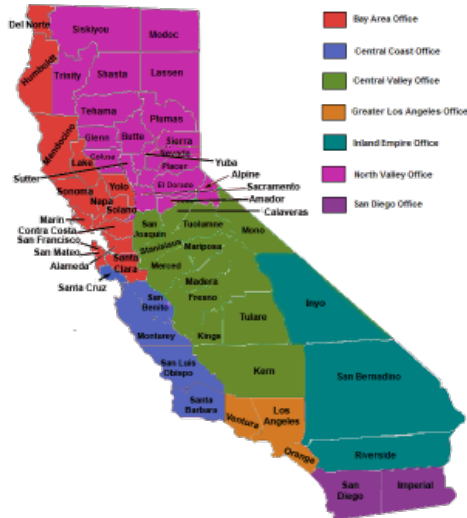 Del Norte
Siskiyou
Modoc
Humboldt
Trinity
Shasta
Lassen
Tehama
Plumas
Mendocino
Glenn
Butte
Sierra
Nevada
Colusa
Lake
Placer
Yuba
Sutter
Yolo
El Dorado
Alpine
Sonoma
Napa
Sacramento
Solano
Amador
Marin
Calaveras
Contra Costa
San
Joaquin
Tuolumne
Mono
San Francisco
Stanislaus
Mariposa
San Mateo
Santa
Clara
Alameda
Merced
Santa Cruz
Madera
San
Benito
Fresno
Inyo
Monterey
Kings
Tulare
San Luis
Obispo
Kern
San Bernadino
Santa
Barbara
Ventura
Los
Angeles
Orange
Riverside
San
Diego
Imperial
Bay Area Office
Central Coast Office
Central Valley Office
Greater Los Angeles Office
Inland Empire Office
North Valley Office
San Diego Office